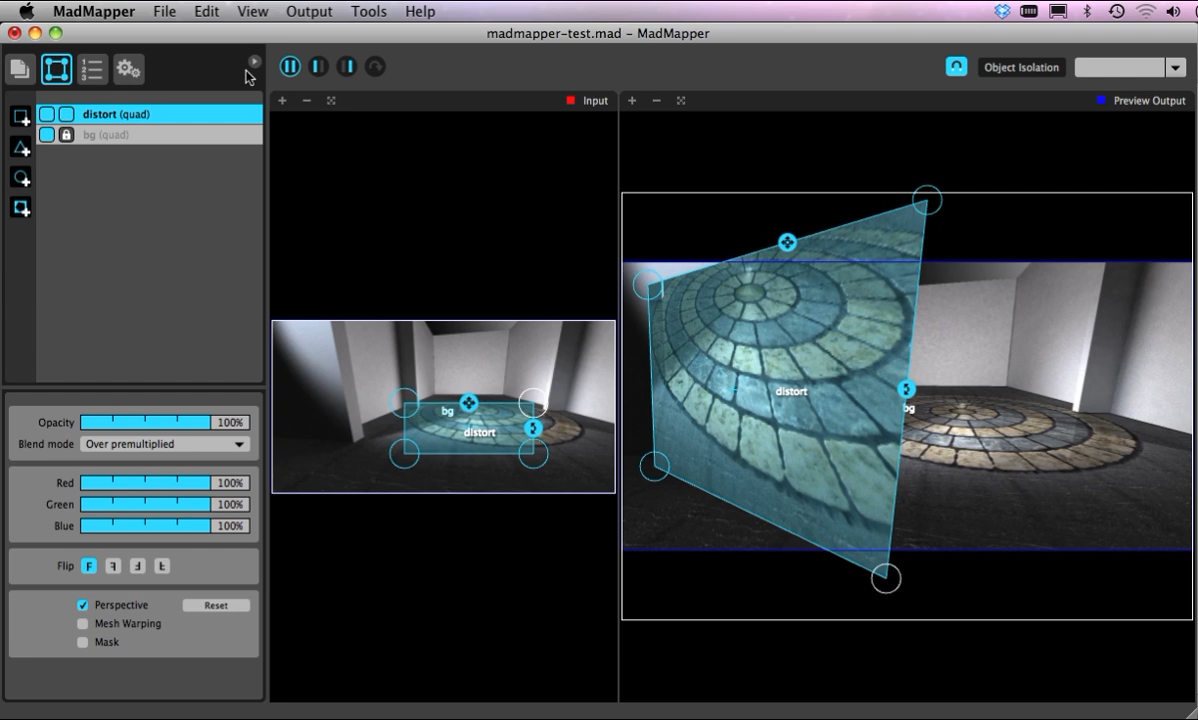 MadMapper File Edit View Output Tools Help
madmapper-test.mad – MadMapper
Object Isolation
Input
Preview Output
distort (quad)
bg (quad)
bg
distort
distort
bg
Opacity 100%
Blend mode Over premultiplied
Red 100%
Green 100%
Blue 100%
Flip F
Perspective Reset
Mesh Warping
Mask